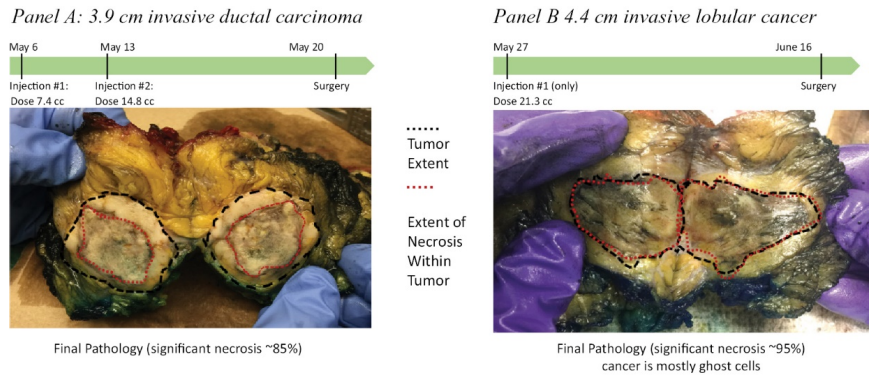 Panel A: 3.9 cm invasive ductal carcinoma
May 6
May 13
May 20
Injection #1:
Dose 7.4 cc
Injection #2:
Dose 14.8 cc
Surgery
Tumor
Extent
Extent of
Necrosis
Within
Tumor
Final Pathology (significant necrosis ~85%)
Panel B 4.4 cm invasive lobular cancer
May 27
June 16
Injection #1 (only)
Dose 21.3 cc
Surgery
Final Pathology (significant necrosis ~95%)
cancer is mostly ghost cells